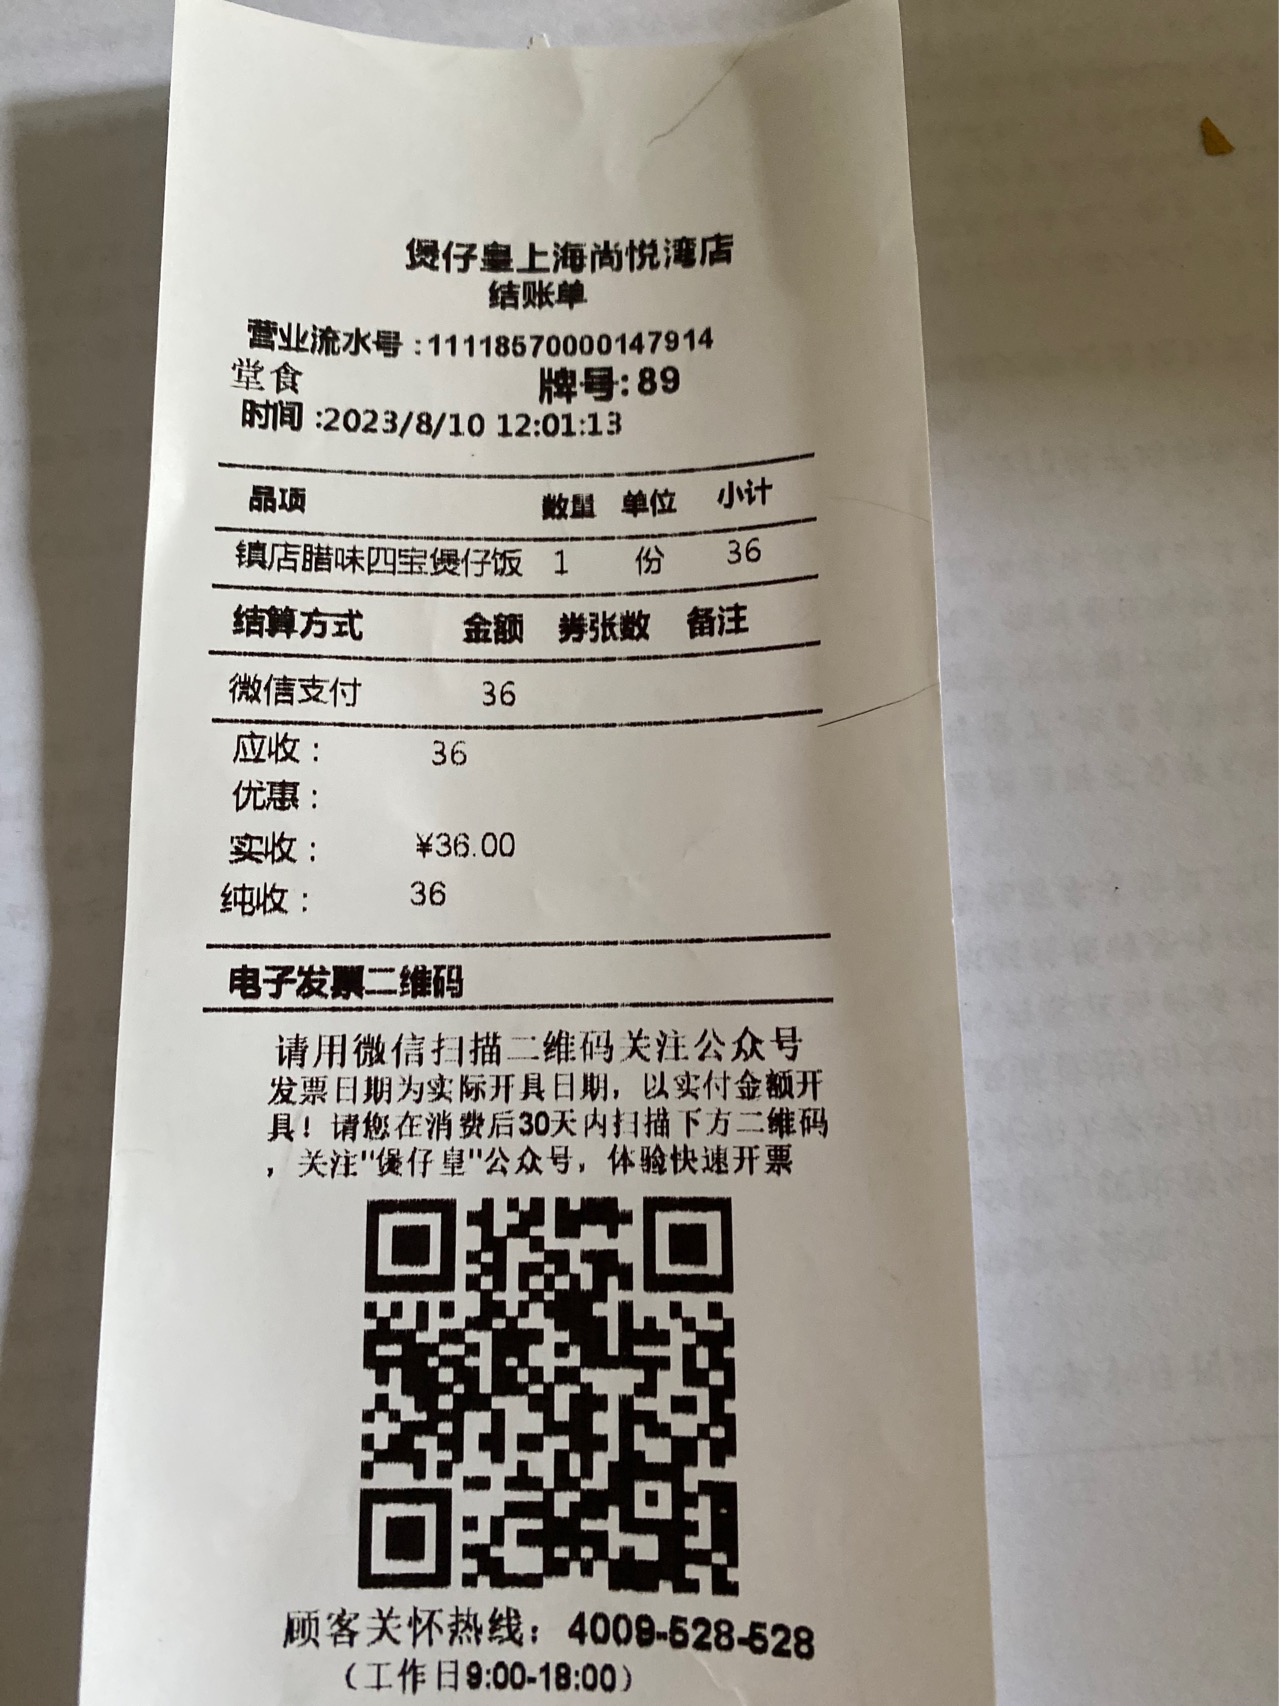 煲仔皇上海尚悦湾店
结账单
营业流水号:11118570000147914
堂食 牌号:89
时间:2023/8/10 12:01:13
品项 数量 单位 小计
镇店腊味四宝煲仔饭 1 份 36
结算方式 金额 券张数 备注
微信支付 36
应收: 36
优惠:
实收: ¥36.00
纯收: 36
电子发票二维码
请用微信扫描二维码关注公众号
发票日期为实际开具日期，以实付金额开
具！请您在消费后30天内扫描下方二维码
，关注"煲仔皇"公众号，体验快速开票
顾客关怀热线：4009-528-528
（工作日9:00-18:00）